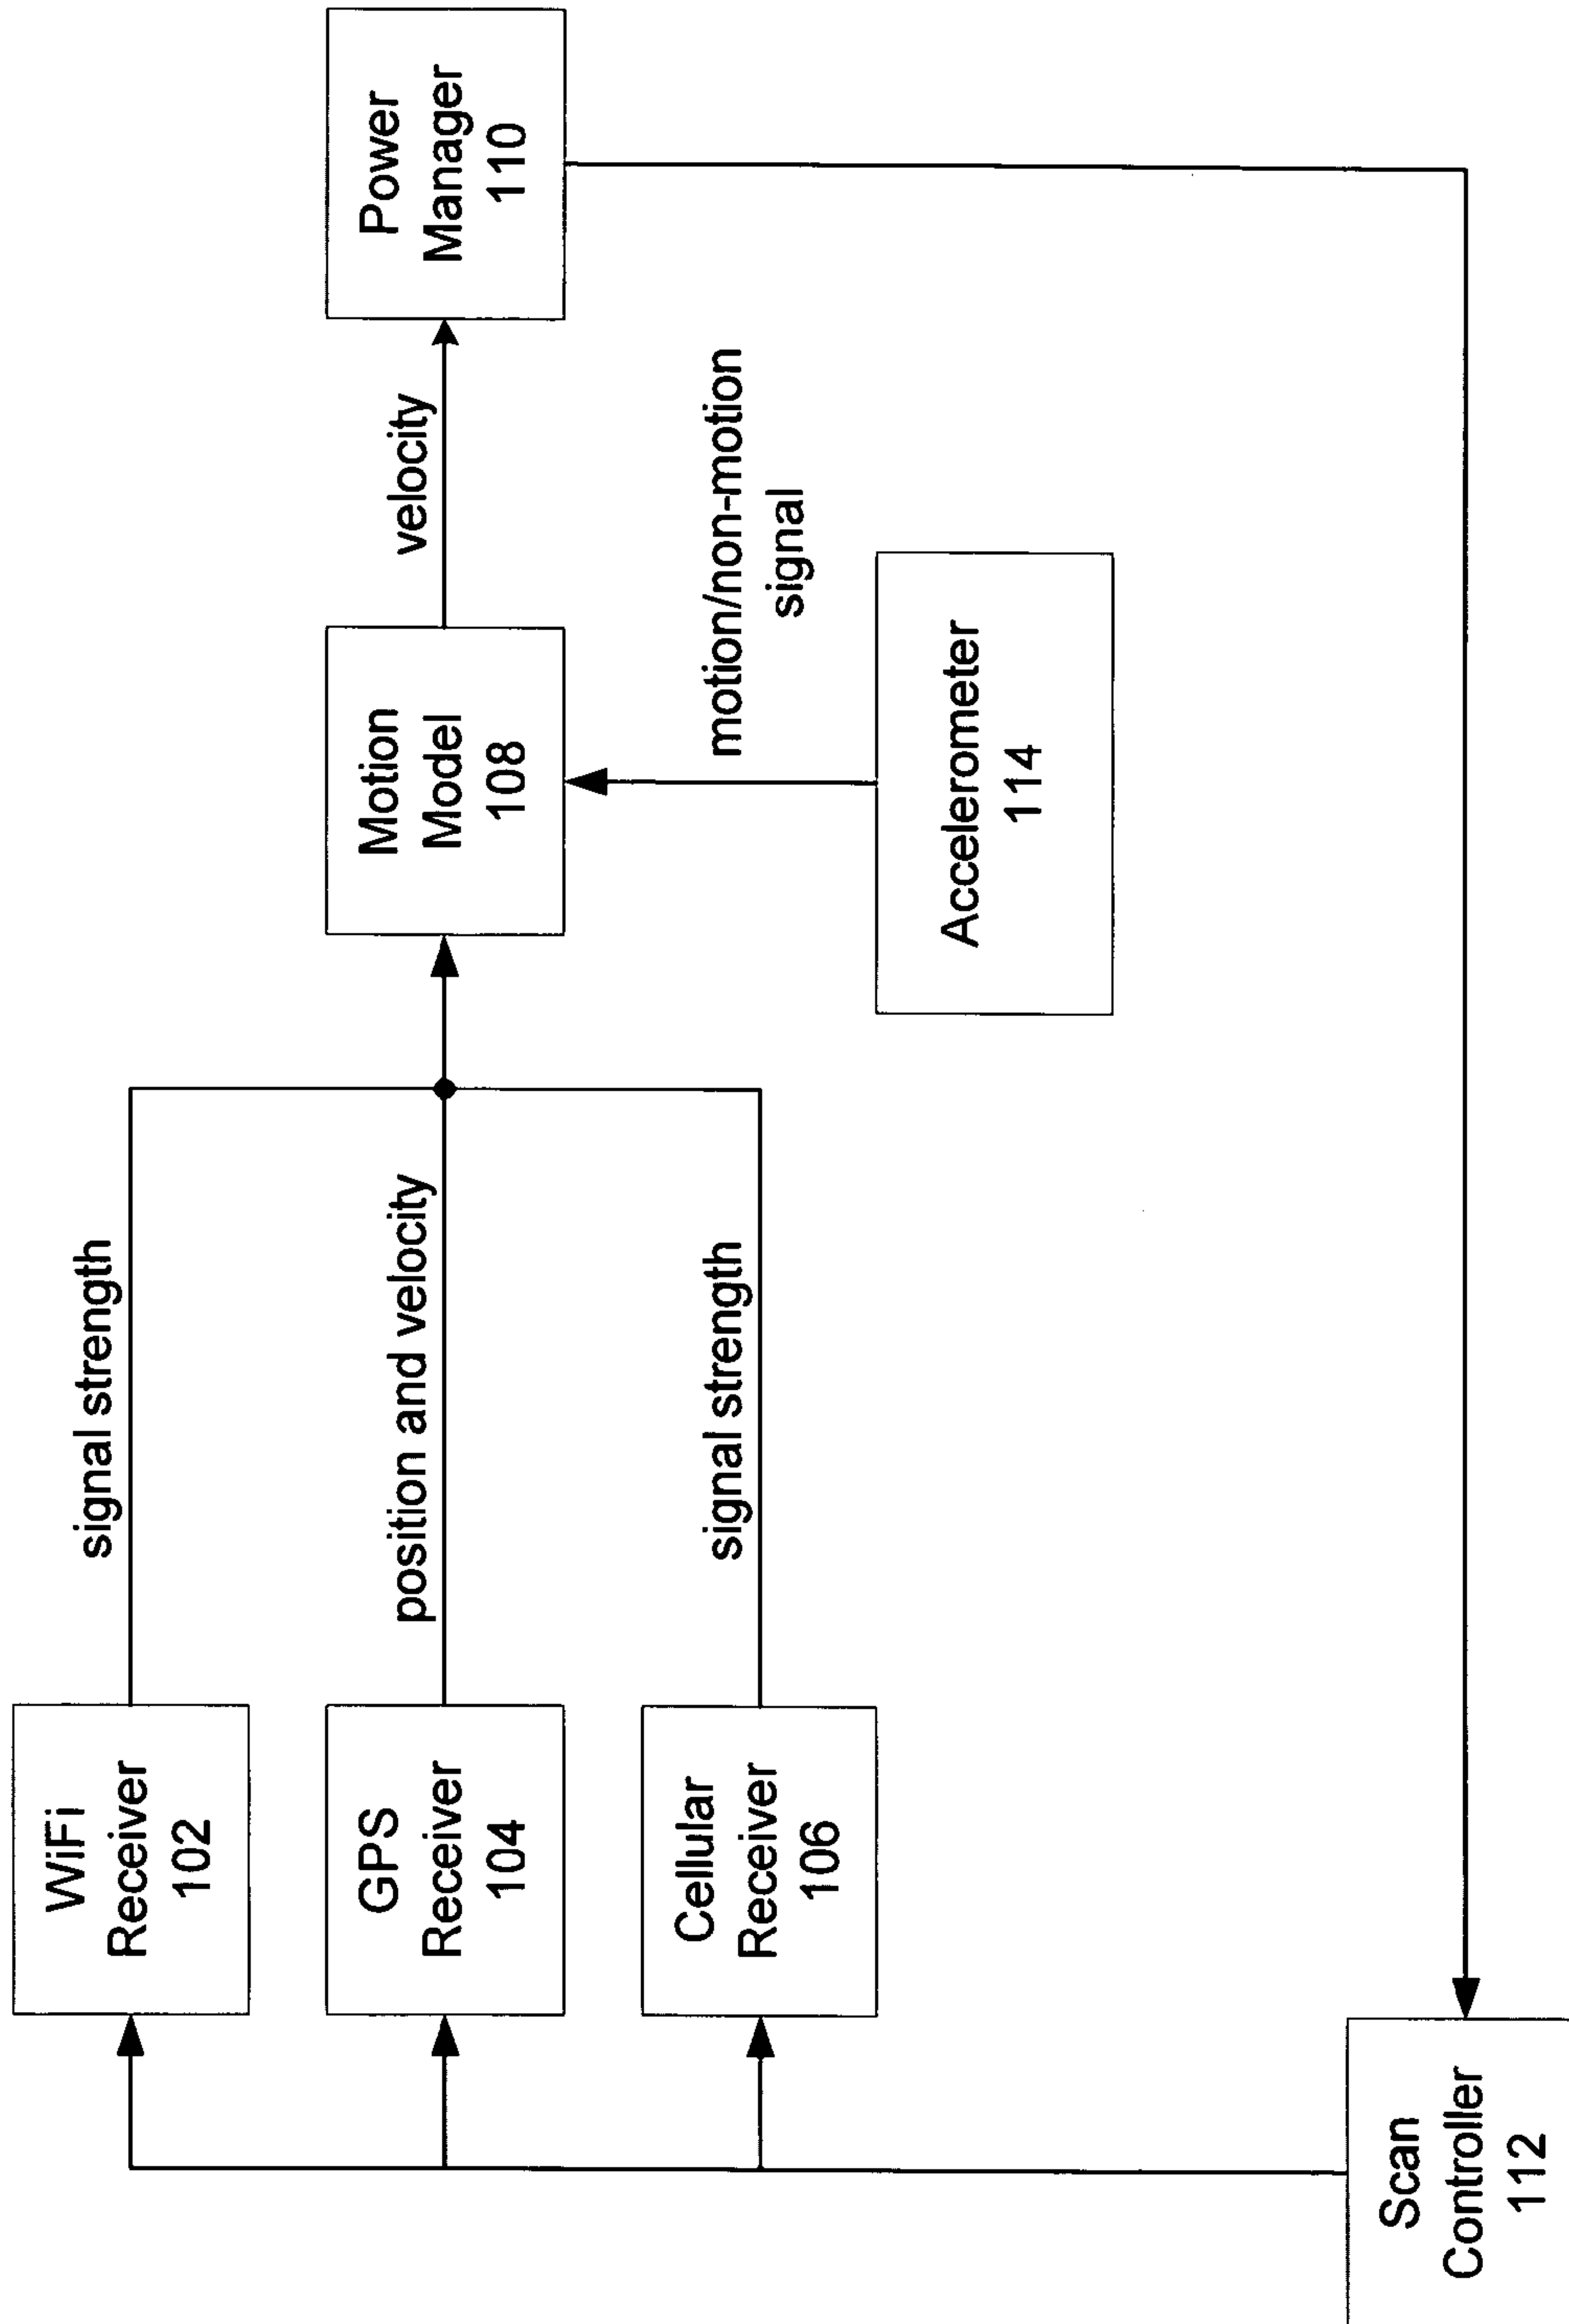 WiFi
Receiver
102
signal strength
GPS
Receiver
104
position and velocity
Cellular
Receiver
106
signal strength
Motion
Model
108
velocity
Power
Manager
110
motion/non-motion
signal
Accelerometer
114
Scan
Controller
112